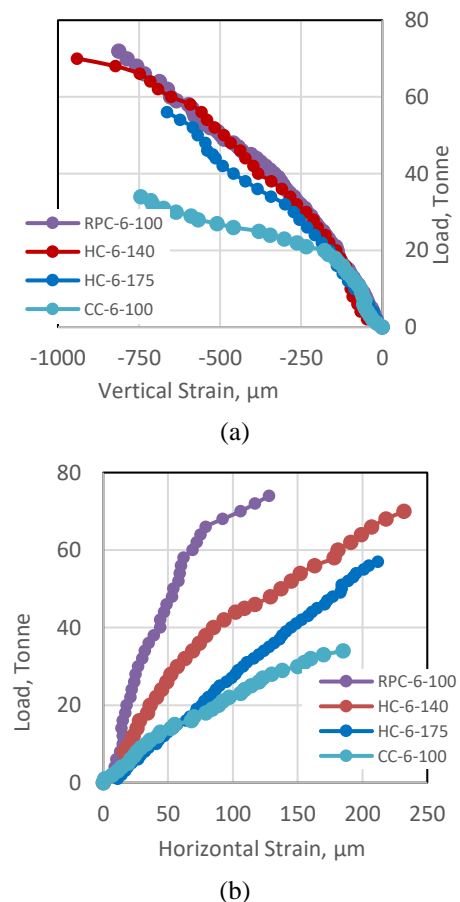 80
60
40
20
0
Load, Tonne
RPC-6-100
HC-6-140
HC-6-175
CC-6-100
-1000 -750 -500 -250 0
Vertical Strain, µm
(a)
80
60
40
20
0
Load, Tonne
RPC-6-100
HC-6-140
HC-6-175
CC-6-100
0 50 100 150 200 250
Horizontal Strain, µm
(b)